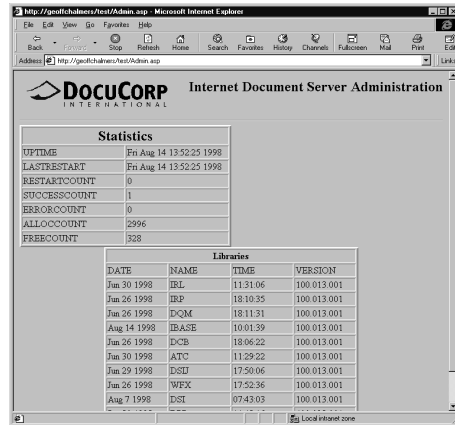 http://geoffchalmers/test/Admin.asp - Microsoft Internet Explorer
File Edit View Go Favorites Help
Back Forward Stop Refresh Home Search Favorites History Channels Fullscreen Mail Print Edit
Address http://geoffchalmers/test/Admin.asp Links
DOCUCORP
INTERNATIONAL
Internet Document Server Administration
Statistics
UPTIME Fri Aug 14 13:52:25 1998
LASTRESTART Fri Aug 14 13:52:25 1998
RESTARTCOUNT 0
SUCCESSCOUNT 1
ERRORCOUNT 0
ALLOCCOUNT 2996
FREECOUNT 328
Libraries
DATE NAME TIME VERSION
Jun 30 1998 IRL 11:31:06 100.013.001
Jun 26 1998 IRP 18:10:35 100.013.001
Jun 26 1998 DQM 18:11:31 100.013.001
Aug 14 1998 IBASE 10:01:39 100.013.001
Jun 26 1998 DCB 18:06:22 100.013.001
Jun 30 1998 ATC 11:29:22 100.013.001
Jun 29 1998 DSIJ 17:50:06 100.013.001
Jun 26 1998 WFX 17:52:36 100.013.001
Aug 7 1998 DSI 07:43:03 100.013.001
Local intranet zone